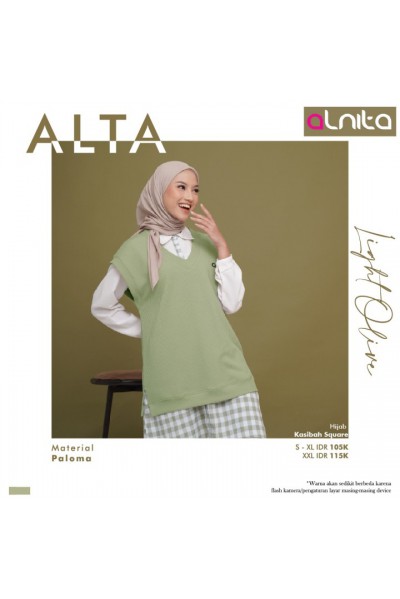 ALTA
alnita
Light Olive
Hijab
Kasibah Square
Material
Paloma
S - XL IDR 105K
XXL IDR 115K
*Warna akan sedikit berbeda karena
flash kamera/pengaturan layar masing-masing device